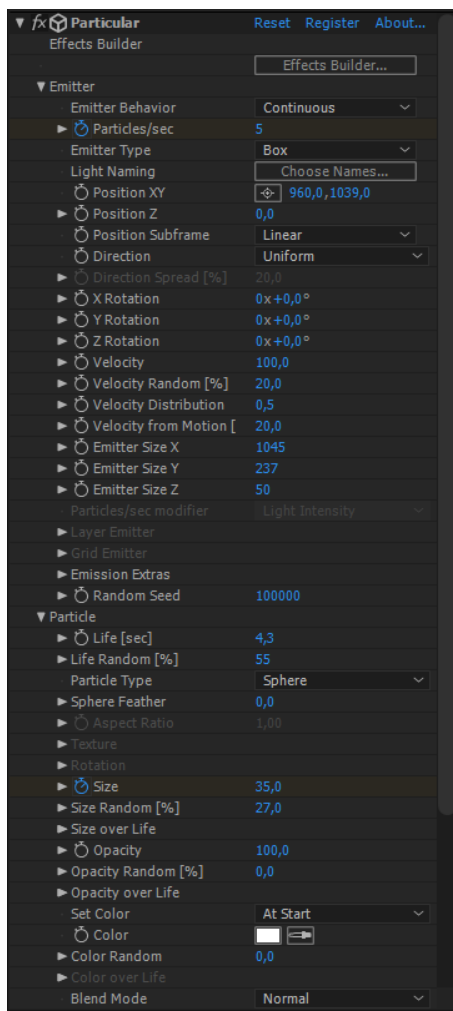 fx Particular Reset Register About...
Effects Builder
Effects Builder...
Emitter
Emitter Behavior Continuous
Particles/sec 5
Emitter Type Box
Light Naming Choose Names...
Position XY 960,0,1039,0
Position Z 0,0
Position Subframe Linear
Direction Uniform
Direction Spread [%] 20,0
X Rotation 0x+0,0°
Y Rotation 0x+0,0°
Z Rotation 0x+0,0°
Velocity 100,0
Velocity Random [%] 20,0
Velocity Distribution 0,5
Velocity from Motion [ 20,0
Emitter Size X 1045
Emitter Size Y 237
Emitter Size Z 50
Particles/sec modifier Light Intensity
Layer Emitter
Grid Emitter
Emission Extras
Random Seed 100000
Particle
Life [sec] 4,3
Life Random [%] 55
Particle Type Sphere
Sphere Feather 0,0
Aspect Ratio 1,00
Texture
Rotation
Size 35,0
Size Random [%] 27,0
Size over Life
Opacity 100,0
Opacity Random [%] 0,0
Opacity over Life
Set Color At Start
Color
Color Random 0,0
Color over Life
Blend Mode Normal